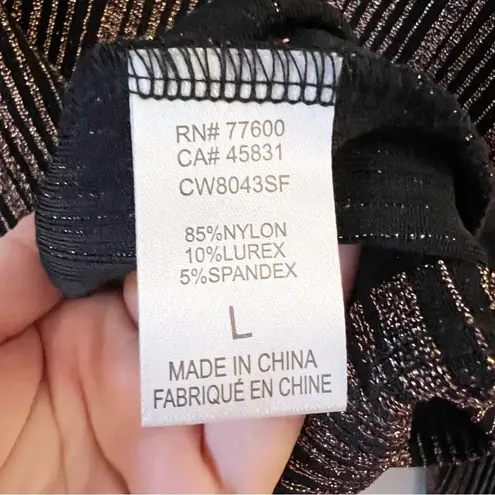 RN# 77600
CA# 45831
CW8043SF
85%NYLON
10%LUREX
5%SPANDEX
L
MADE IN CHINA
FABRIQUÉ EN CHINE